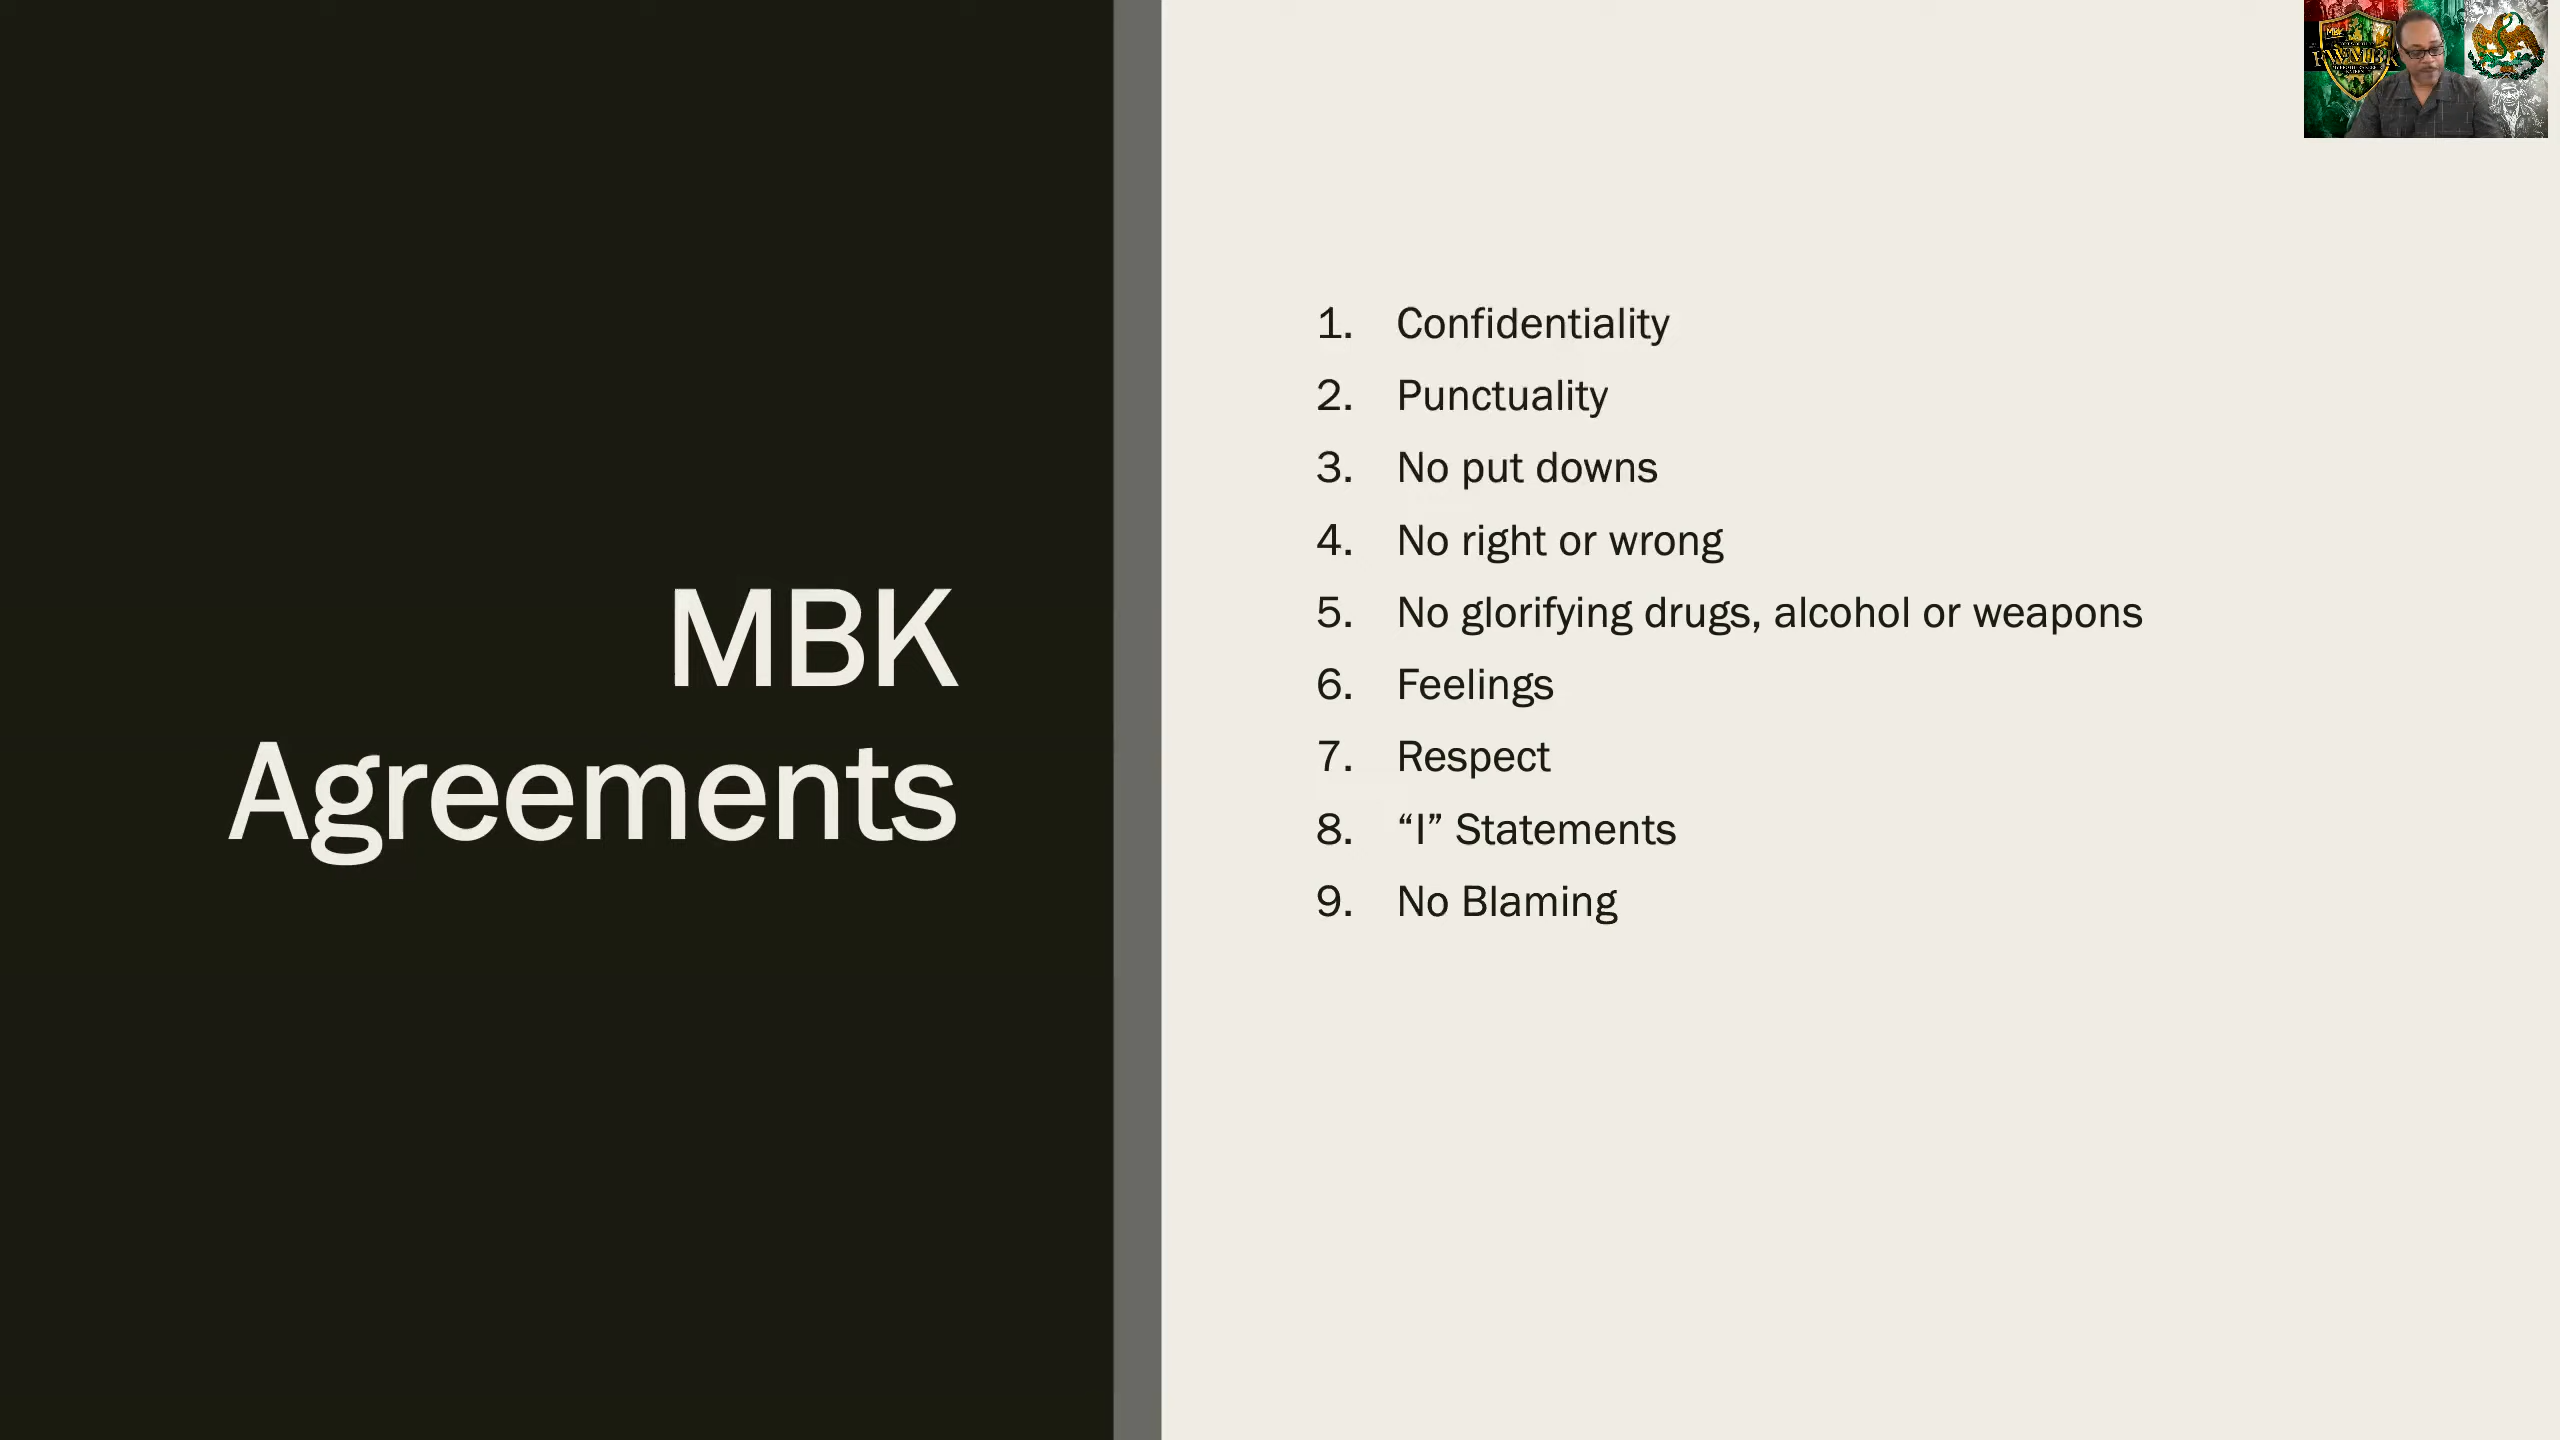 MBK
Agreements
1. Confidentiality
2. Punctuality
3. No put downs
4. No right or wrong
5. No glorifying drugs, alcohol or weapons
6. Feelings
7. Respect
8. “I” Statements
9. No Blaming
MBK